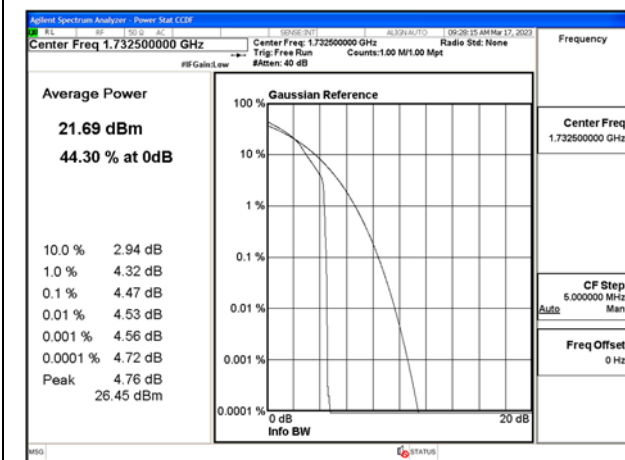 Agilent Spectrum Analyzer - Power Stat CCDF
RL RF 50 Ω AC SENSE:INT ALIGN AUTO 09:28:15 AM Mar 17, 2023
Center Freq 1.732500000 GHz
Center Freq: 1.732500000 GHz Radio Std: None
Trig: Free Run Counts:1.00 M/1.00 Mpt
#IFGain:Low #Atten: 40 dB
Frequency
Average Power
21.69 dBm
44.30 % at 0dB
10.0 % 2.94 dB
1.0 % 4.32 dB
0.1 % 4.47 dB
0.01 % 4.53 dB
0.001 % 4.56 dB
0.0001 % 4.72 dB
Peak 4.76 dB
26.45 dBm
Gaussian Reference
100 %
10 %
1 %
0.1 %
0.01 %
0.001 %
0.0001 %
0 dB 20 dB
Info BW
Center Freq
1.732500000 GHz
CF Step
5.000000 MHz
Auto Man
Freq Offset
0 Hz
MSG STATUS